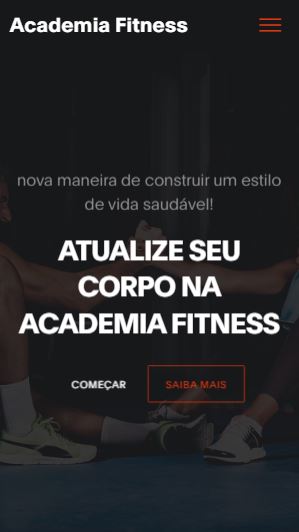 Academia Fitness
nova maneira de construir um estilo
de vida saudável!
ATUALIZE SEU
CORPO NA
ACADEMIA FITNESS
COMEÇAR
SAIBA MAIS